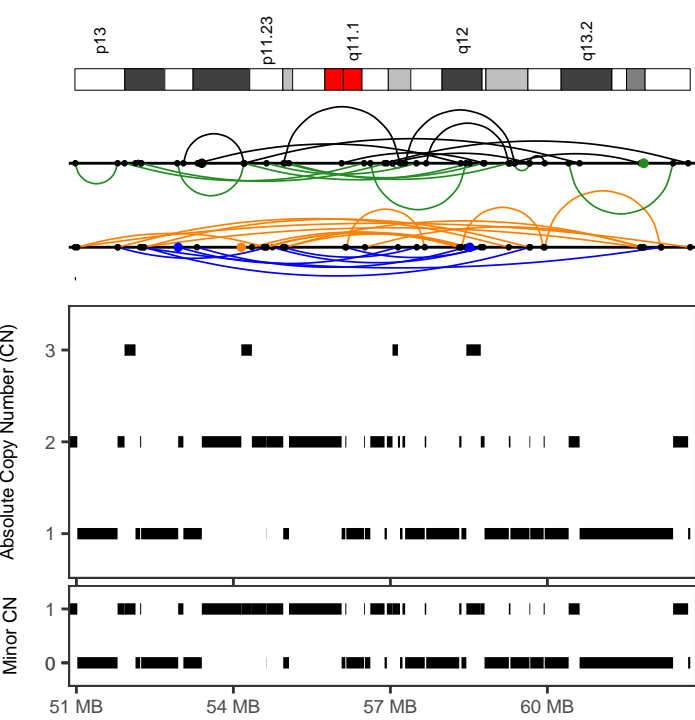 p13
p11.23
q11.1
q12
q13.2
Absolute Copy Number (CN)
3
2
1
Minor CN
1
0
51 MB
54 MB
57 MB
60 MB